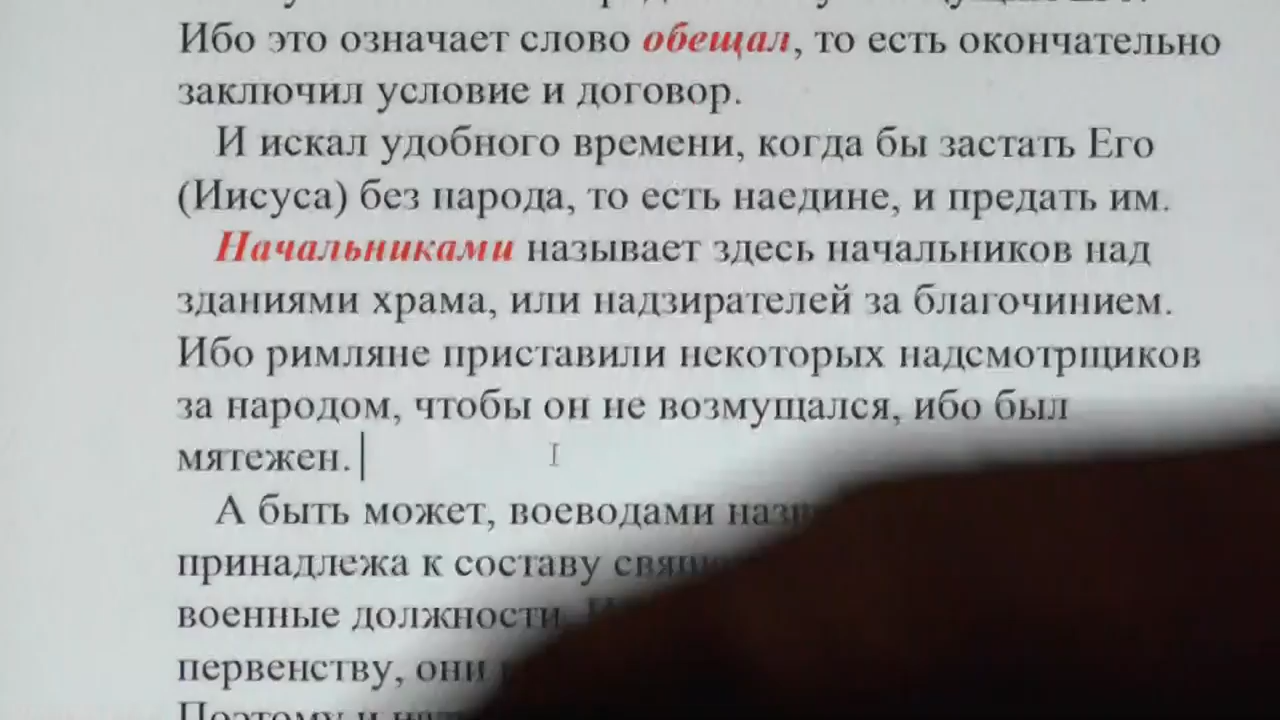 Ибо это означает слово обещал, то есть окончательно
заключил условие и договор.
И искал удобного времени, когда бы застать Его
(Иисуса) без народа, то есть наедине, и предать им.
Начальниками называет здесь начальников над
зданиями храма, или надзирателей за благочинием.
Ибо римляне приставили некоторых надсмотрщиков
за народом, чтобы он не возмущался, ибо был
мятежен.
А быть может, воеводами
принадлежа к составу
военные должности.
первенству, они
Поэтому и